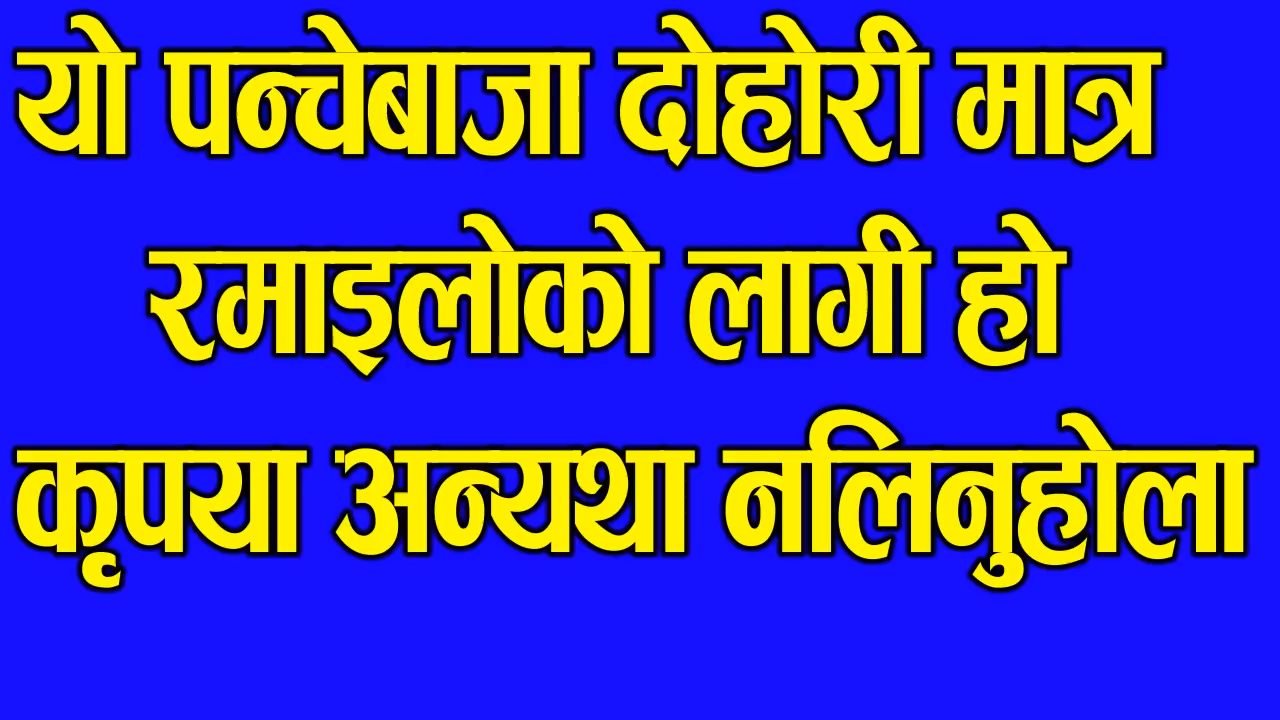 यो पन्चेबाजा दोहोरी मात्र
रमाइलोको लागी हो
कृपया अन्यथा नलिनुहोला